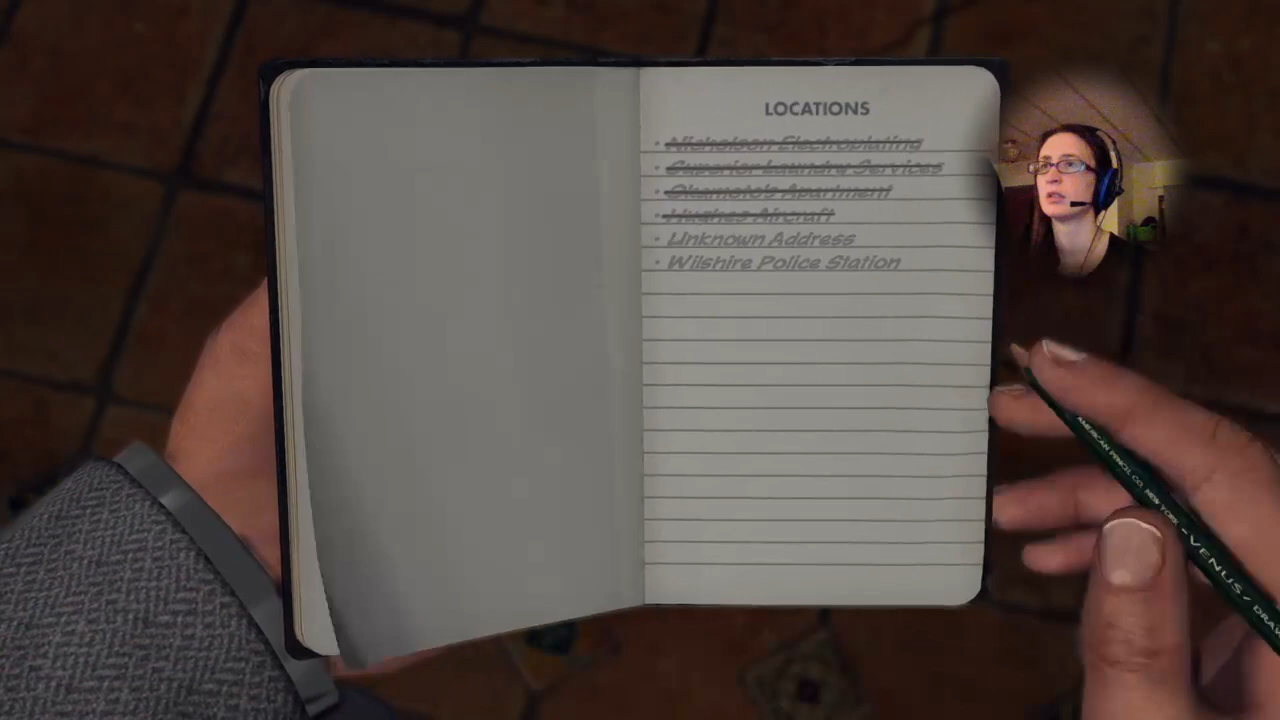 LOCATIONS
· Nicholson Electroplating
· Superior Laundry Services
· Okamoto's Apartment
· Hughes Aircraft
· Unknown Address
· Wilshire Police Station
AMERICAN PENCIL CO. NEW YORK - VENUS / DRA